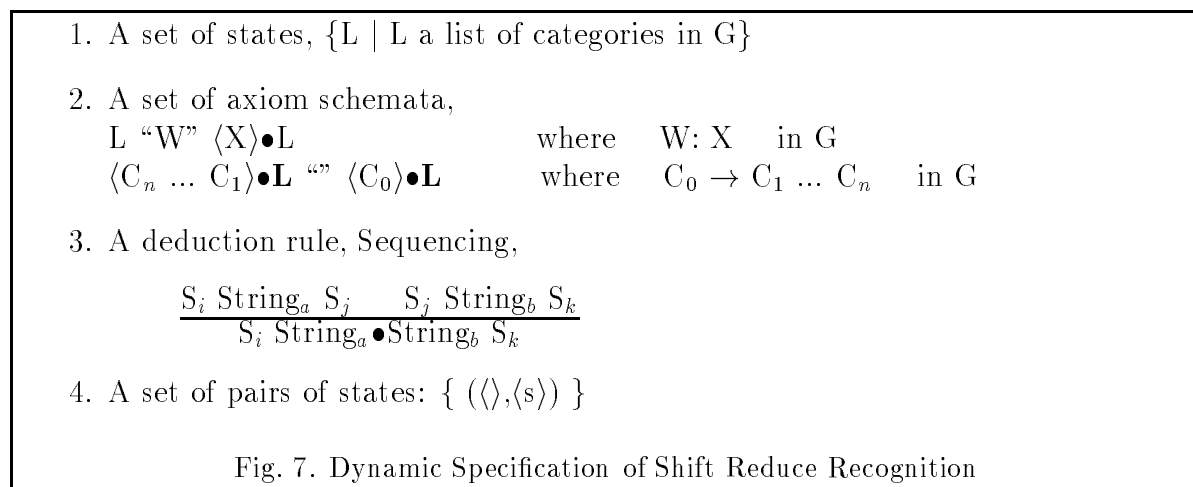 1. A set of states, {L | L a list of categories in G}
2. A set of axiom schemata,
L “W” ⟨X⟩●L where W: X in G
⟨Cₙ ... C₁⟩●L “” ⟨C₀⟩●L where C₀ → C₁ ... Cₙ in G
3. A deduction rule, Sequencing,
Sᵢ Stringₐ Sⱼ Sⱼ String_b Sₖ
Sᵢ Stringₐ●String_b Sₖ
4. A set of pairs of states: { (⟨⟩,⟨s⟩) }
Fig. 7. Dynamic Specification of Shift Reduce Recognition